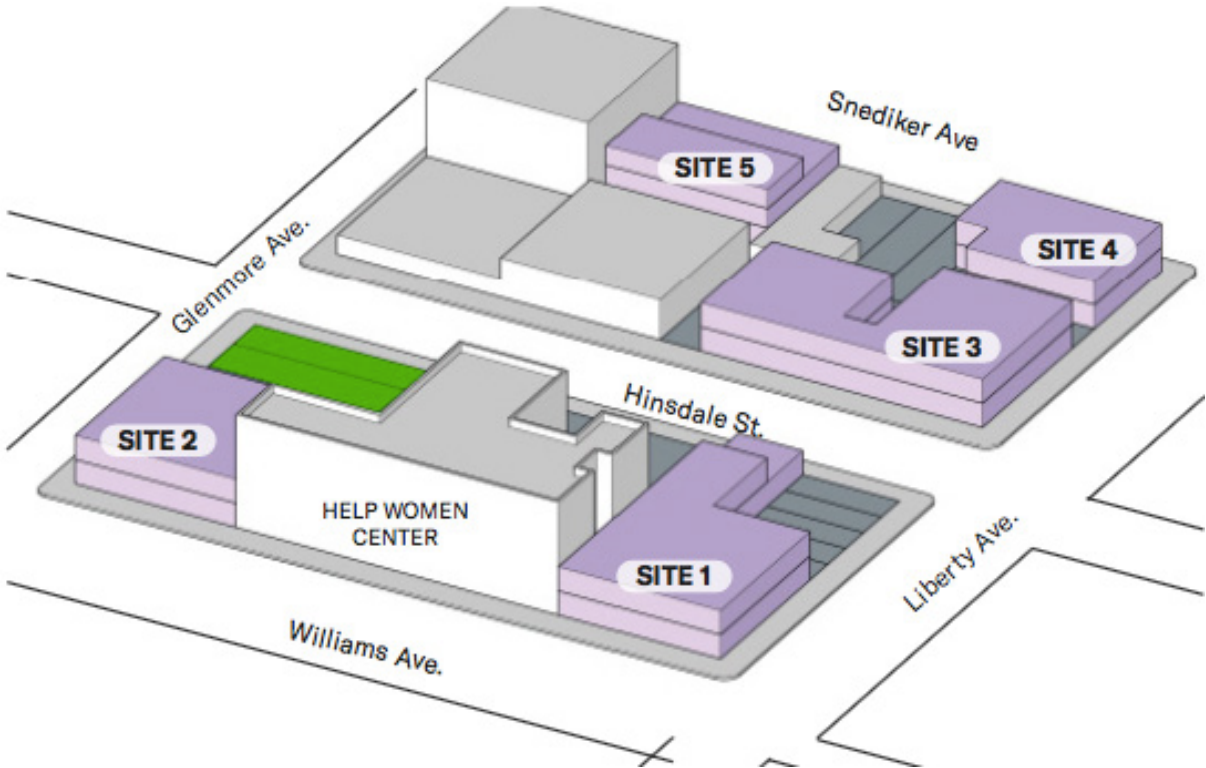 Snediker Ave
SITE 5
SITE 4
Glenmore Ave.
SITE 3
Hinsdale St.
SITE 2
HELP WOMEN
CENTER
SITE 1
Liberty Ave.
Williams Ave.